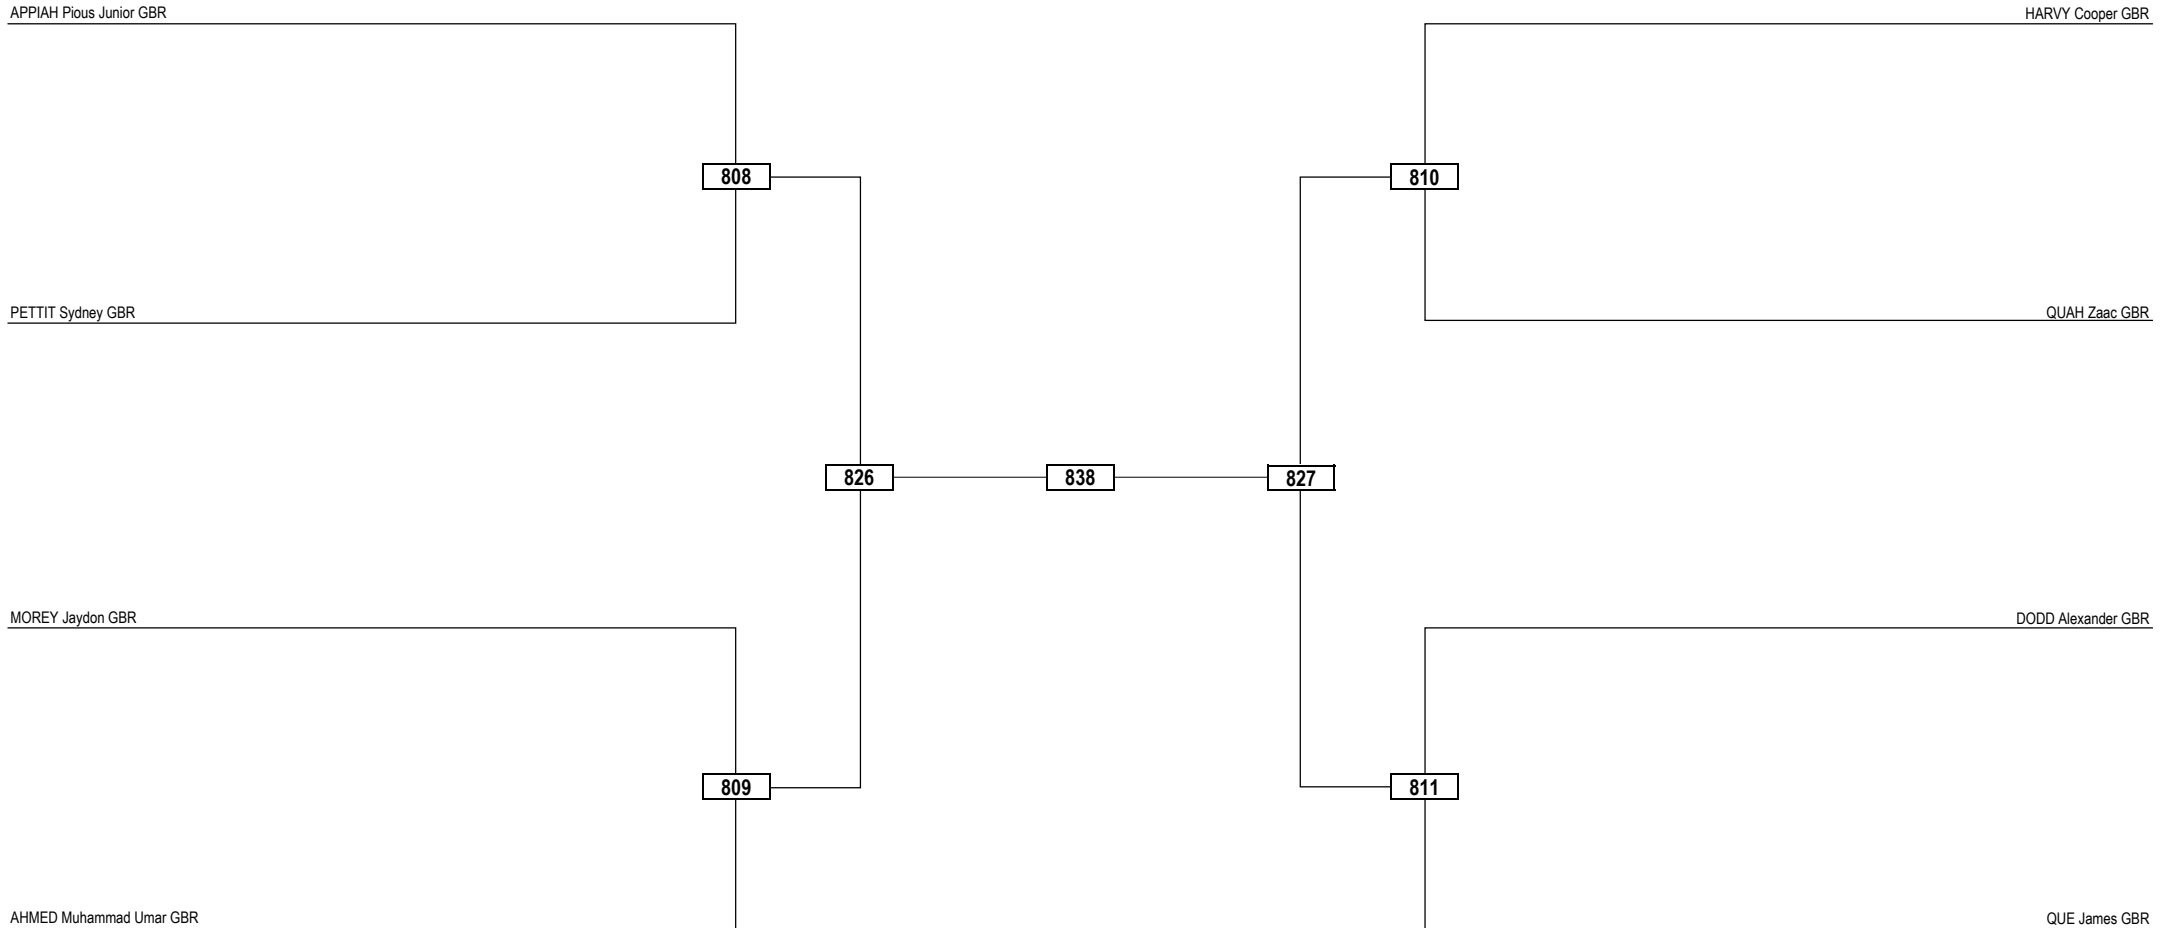 APPIAH Pious Junior GBR
HARVY Cooper GBR
808
810
PETTIT Sydney GBR
QUAH Zaac GBR
826
838
827
MOREY Jaydon GBR
DODD Alexander GBR
809
811
AHMED Muhammad Umar GBR
QUE James GBR